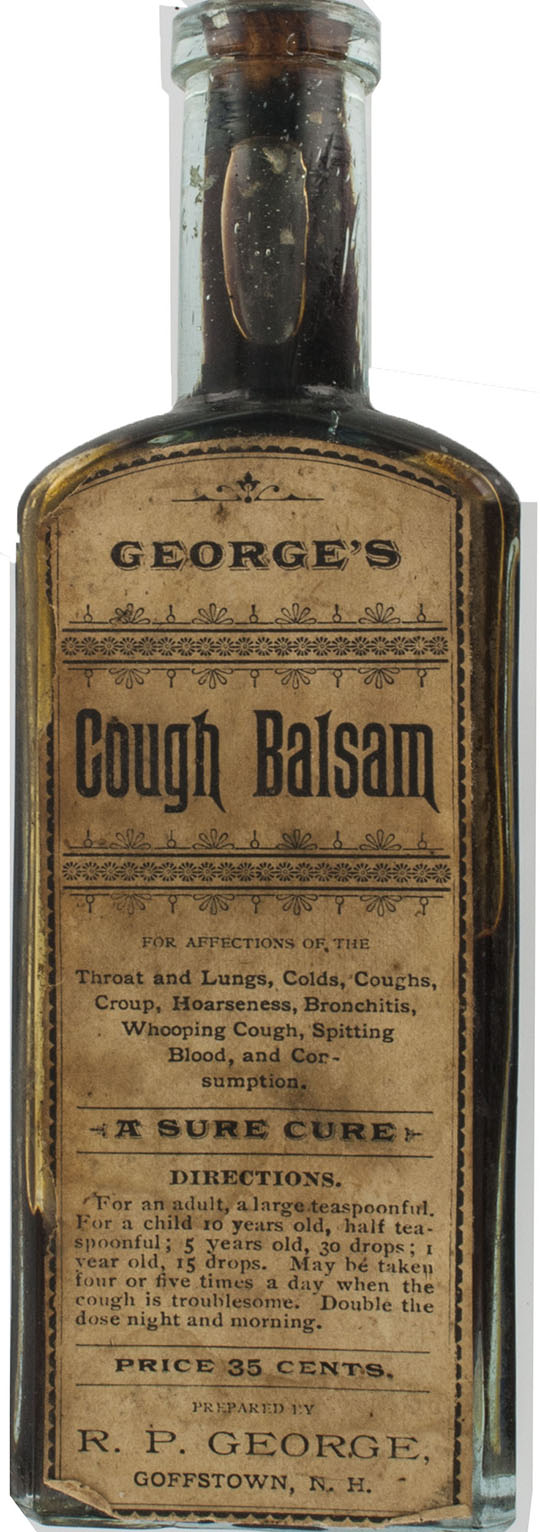 GEORGE'S
Cough Balsam
FOR AFFECTIONS OF THE
Throat and Lungs, Colds, Coughs,
Croup, Hoarseness, Bronchitis,
Whooping Cough, Spitting
Blood, and Cor-
sumption.
A SURE CURE
DIRECTIONS.
For an adult, a large teaspoonful.
For a child 10 years old, half tea-
spoonful; 5 years old, 30 drops; 1
year old, 15 drops. May be taken
four or five times a day when the
cough is troublesome. Double the
dose night and morning.
PRICE 35 CENTS.
PREPARED BY
R. P. GEORGE,
GOFFSTOWN, N. H.